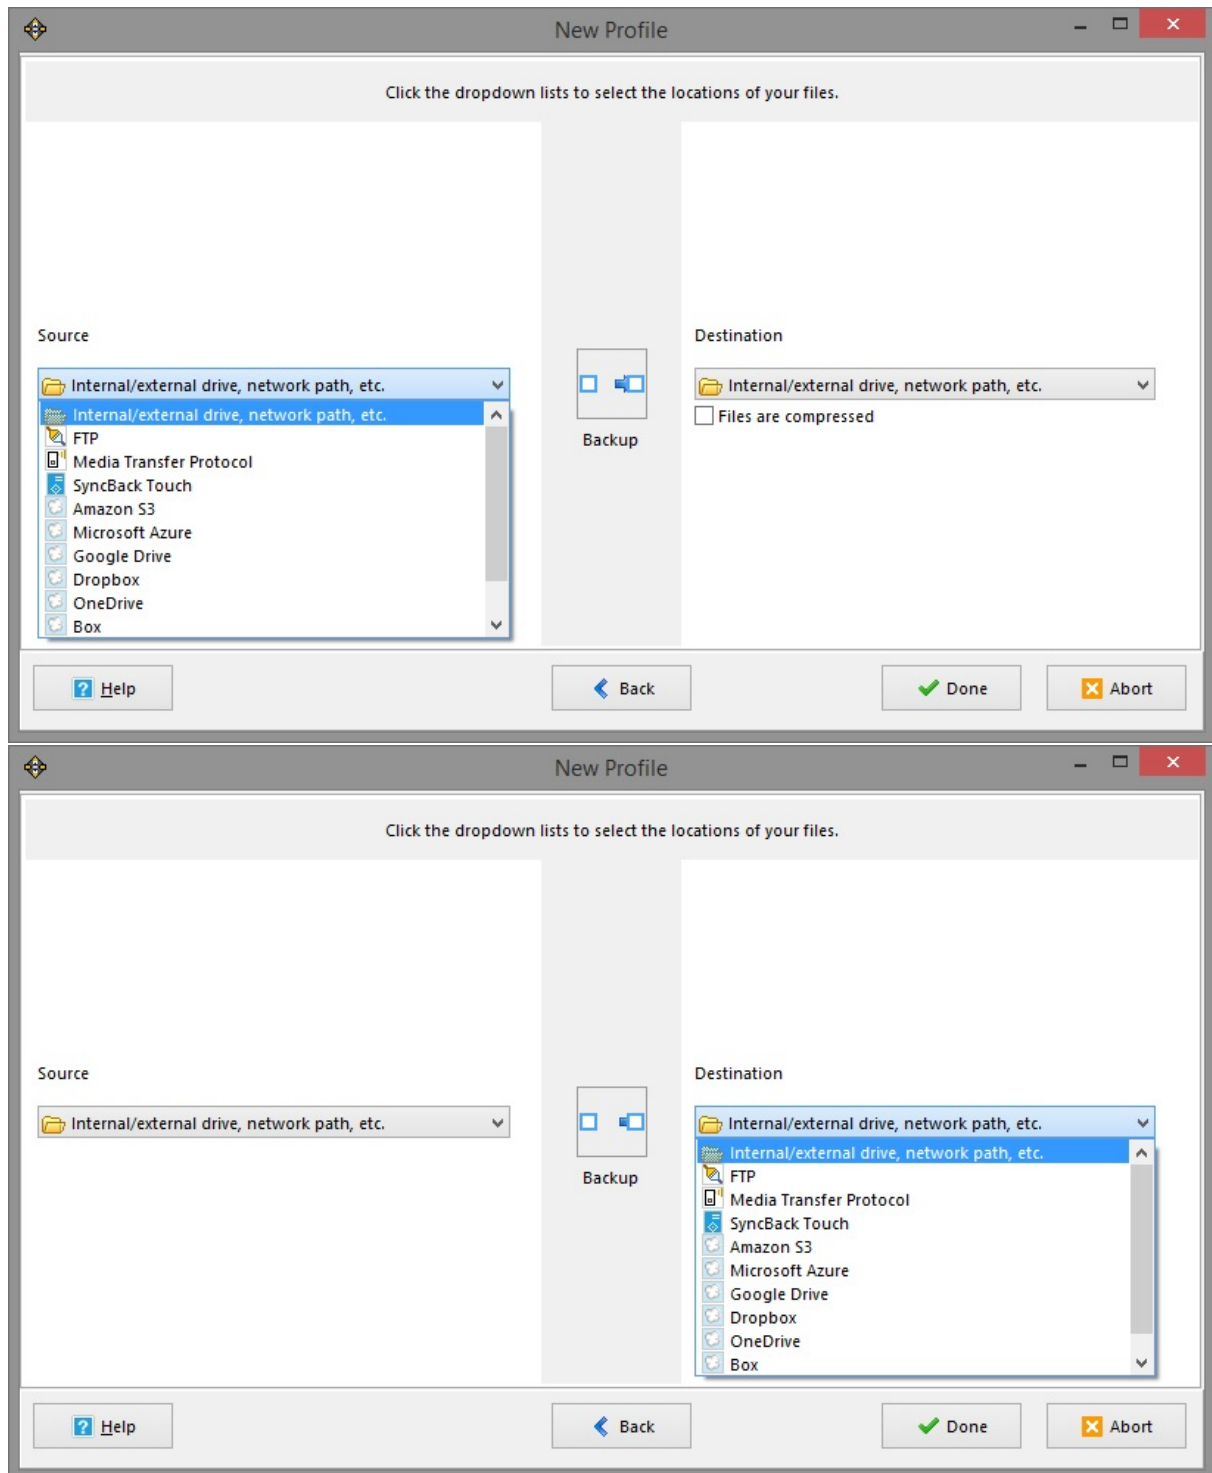 New Profile
Click the dropdown lists to select the locations of your files.
Source
Destination
Internal/external drive, network path, etc.
Internal/external drive, network path, etc.
Internal/external drive, network path, etc.
Files are compressed
FTP
Backup
Media Transfer Protocol
SyncBack Touch
Amazon S3
Microsoft Azure
Google Drive
Dropbox
OneDrive
Box
Help
Back
Done
Abort
New Profile
Click the dropdown lists to select the locations of your files.
Source
Destination
Internal/external drive, network path, etc.
Internal/external drive, network path, etc.
Internal/external drive, network path, etc.
Backup
FTP
Media Transfer Protocol
SyncBack Touch
Amazon S3
Microsoft Azure
Google Drive
Dropbox
OneDrive
Box
Help
Back
Done
Abort